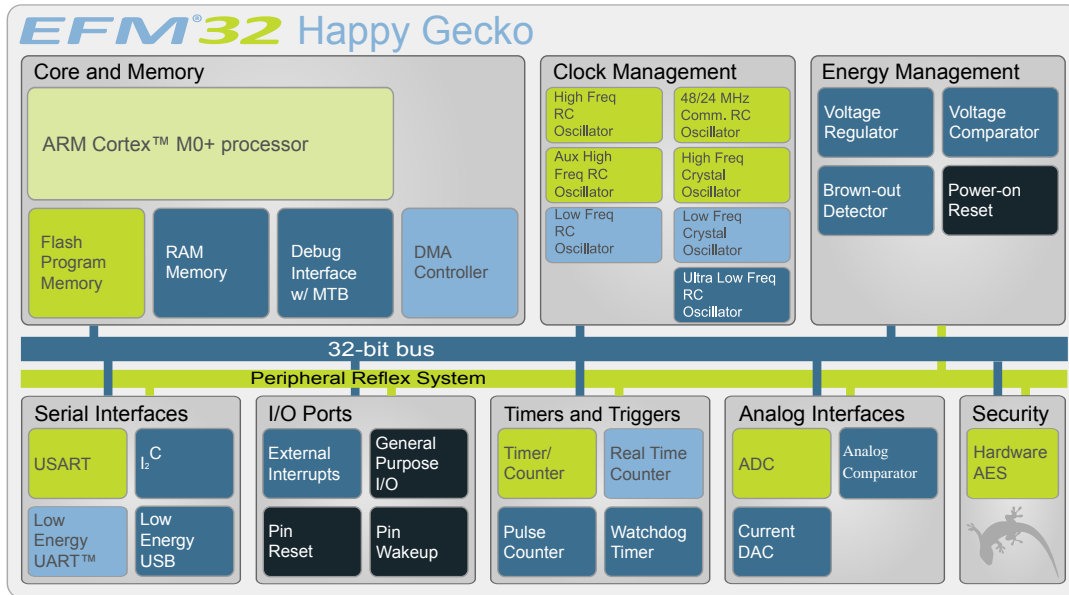 EFM®32 Happy Gecko
Core and Memory
ARM Cortex™ M0+ processor
Flash
Program
Memory
RAM
Memory
Debug
Interface
w/ MTB
DMA
Controller
Clock Management
High Freq
RC
Oscillator
48/24 MHz
Comm. RC
Oscillator
Aux High
Freq RC
Oscillator
High Freq
Crystal
Oscillator
Low Freq
RC
Oscillator
Low Freq
Crystal
Oscillator
Ultra Low Freq
RC
Oscillator
Energy Management
Voltage
Regulator
Voltage
Comparator
Brown-out
Detector
Power-on
Reset
32-bit bus
Peripheral Reflex System
Serial Interfaces
USART
I2C
Low
Energy
UART™
Low
Energy
USB
I/O Ports
External
Interrupts
General
Purpose
I/O
Pin
Reset
Pin
Wakeup
Timers and Triggers
Timer/
Counter
Real Time
Counter
Pulse
Counter
Watchdog
Timer
Analog Interfaces
ADC
Analog
Comparator
Current
DAC
Security
Hardware
AES